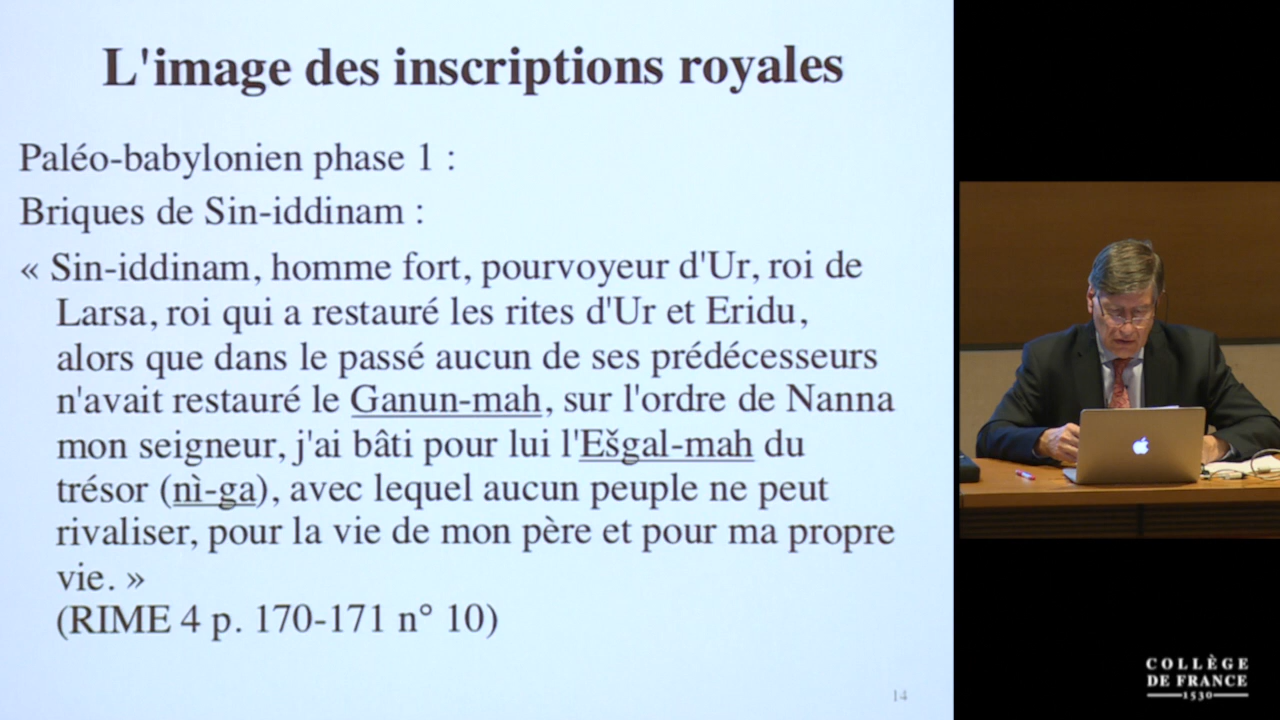 L'image des inscriptions royales
Paléo-babylonien phase 1 :
Briques de Sin-iddinam :
« Sin-iddinam, homme fort, pourvoyeur d'Ur, roi de
Larsa, roi qui a restauré les rites d'Ur et Eridu,
alors que dans le passé aucun de ses prédécesseurs
n'avait restauré le Ganun-mah, sur l'ordre de Nanna
mon seigneur, j'ai bâti pour lui l'Ešgal-mah du
trésor (nì-ga), avec lequel aucun peuple ne peut
rivaliser, pour la vie de mon père et pour ma propre
vie. »
(RIME 4 p. 170-171 n° 10)
14
COLLÈGE
DE FRANCE
1530